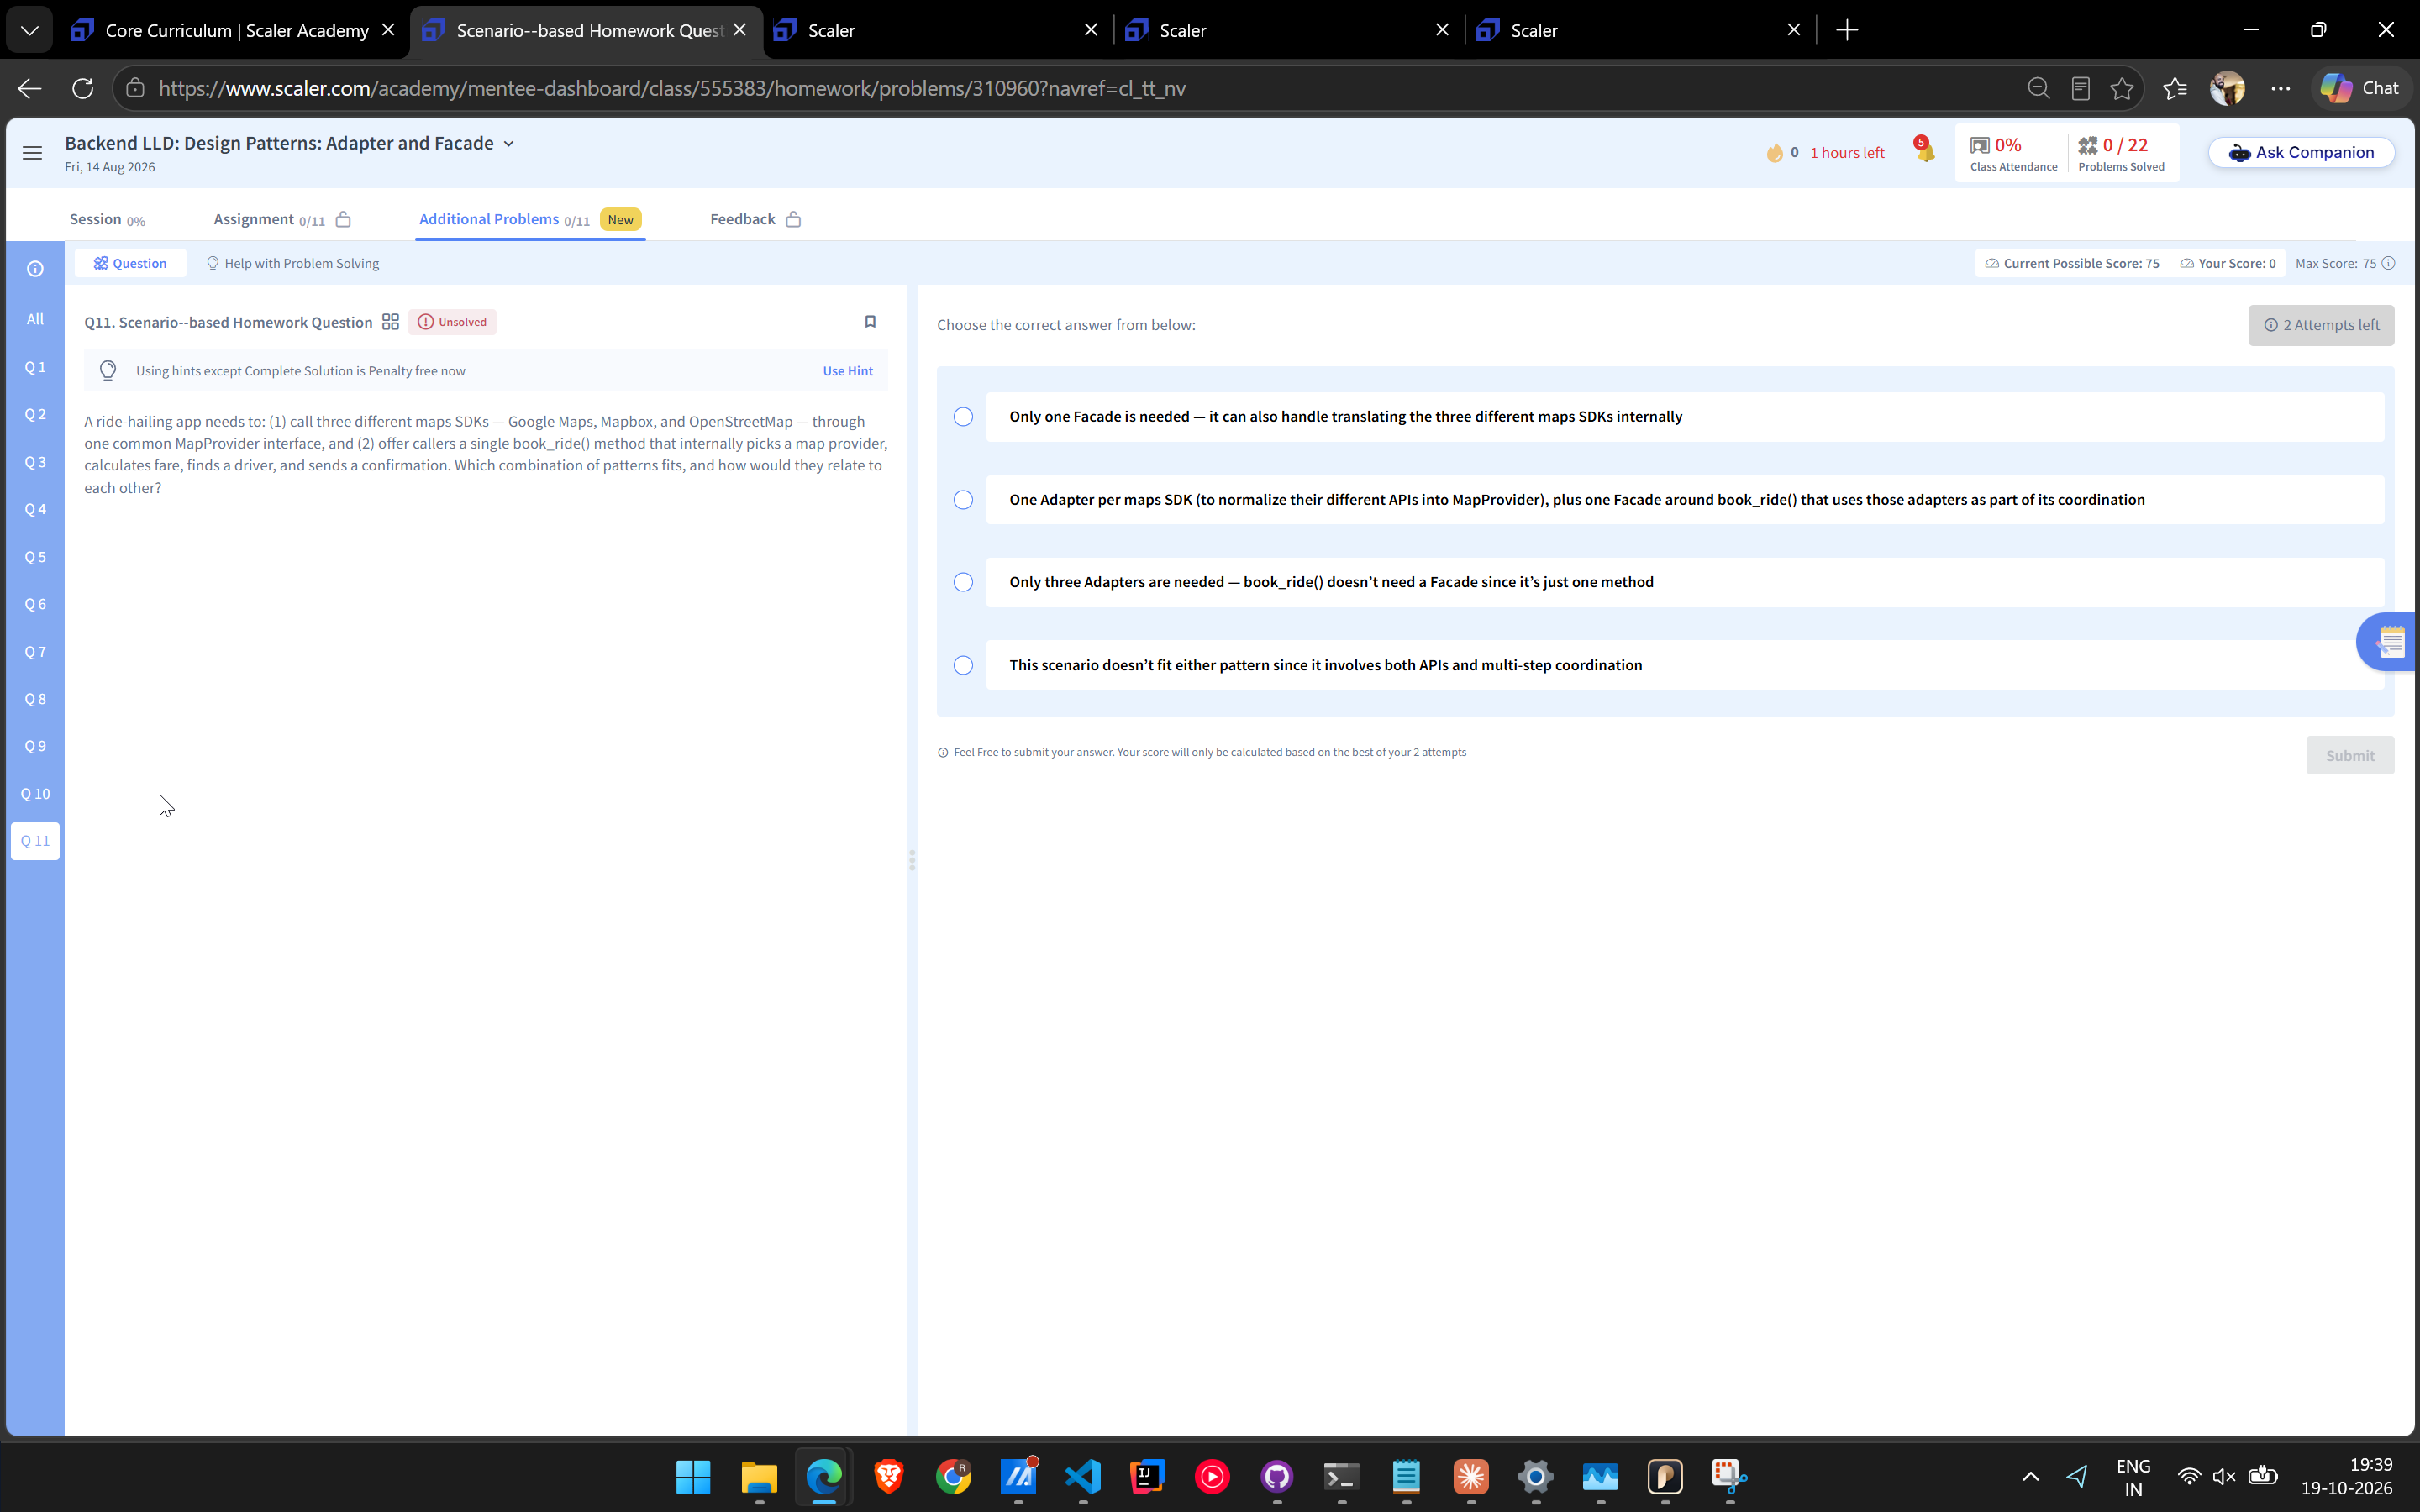 Core Curriculum | Scaler Academy
Scenario--based Homework Quest
Scaler
Scaler
Scaler
https://www.scaler.com/academy/mentee-dashboard/class/555383/homework/problems/310960?navref=cl_tt_nv
Chat
Backend LLD: Design Patterns: Adapter and Facade
Fri, 14 Aug 2026
0 1 hours left
5
0%
Class Attendance
0 / 22
Problems Solved
Ask Companion
Session 0%
Assignment 0/11
Additional Problems 0/11 New
Feedback
Question
Help with Problem Solving
Current Possible Score: 75
Your Score: 0
Max Score: 75
All
Q 1
Q 2
Q 3
Q 4
Q 5
Q 6
Q 7
Q 8
Q 9
Q 10
Q 11
Q11. Scenario--based Homework Question
Unsolved
Using hints except Complete Solution is Penalty free now
Use Hint
A ride-hailing app needs to: (1) call three different maps SDKs — Google Maps, Mapbox, and OpenStreetMap — through
one common MapProvider interface, and (2) offer callers a single book_ride() method that internally picks a map provider,
calculates fare, finds a driver, and sends a confirmation. Which combination of patterns fits, and how would they relate to
each other?
Choose the correct answer from below:
2 Attempts left
Only one Facade is needed — it can also handle translating the three different maps SDKs internally
One Adapter per maps SDK (to normalize their different APIs into MapProvider), plus one Facade around book_ride() that uses those adapters as part of its coordination
Only three Adapters are needed — book_ride() doesn’t need a Facade since it’s just one method
This scenario doesn’t fit either pattern since it involves both APIs and multi-step coordination
Feel Free to submit your answer. Your score will only be calculated based on the best of your 2 attempts
Submit
R
IJ
ENG
IN
19:39
19-10-2026